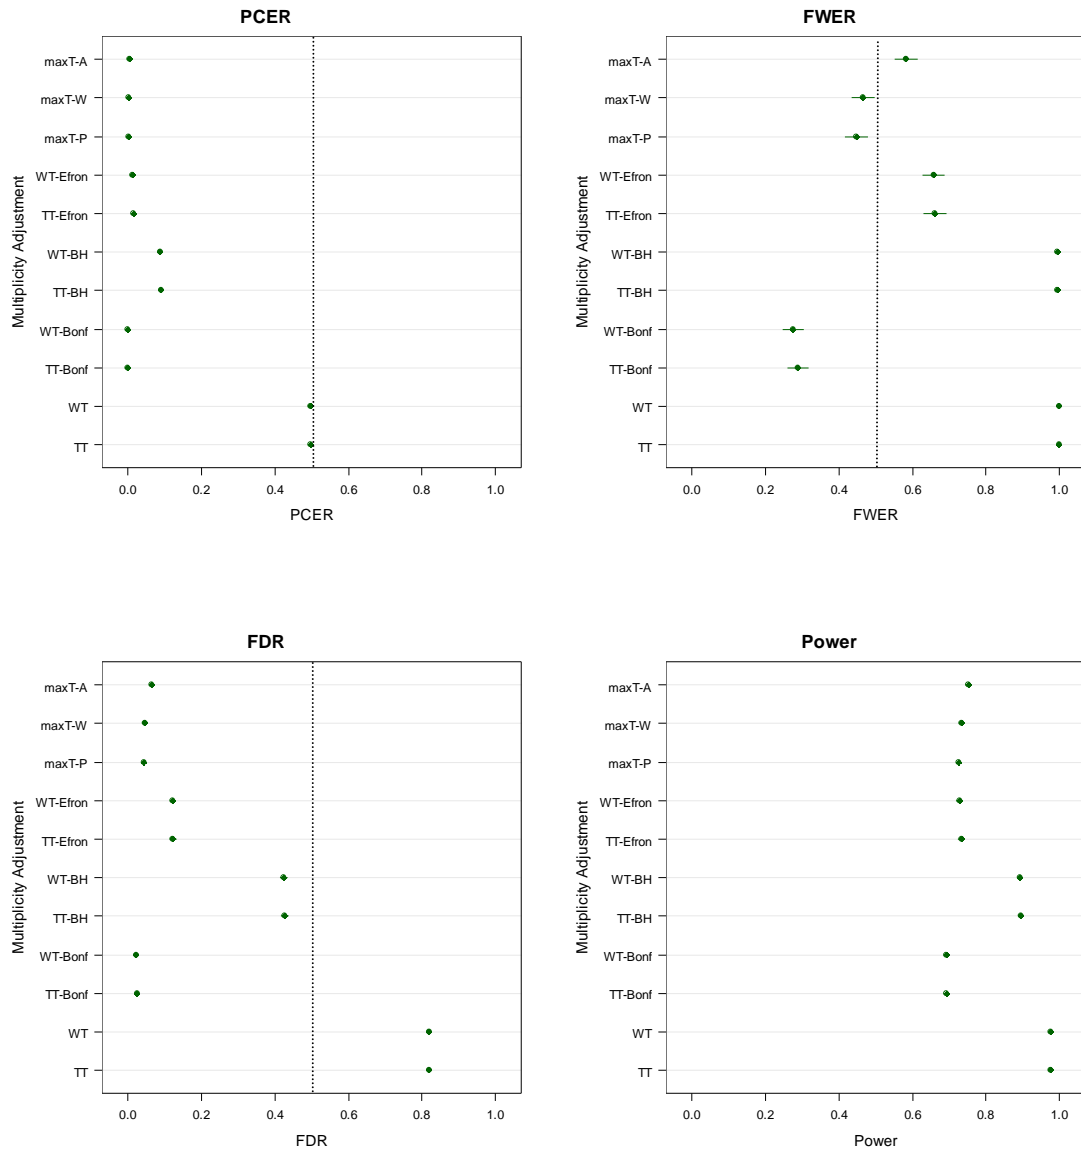 PCER
maxT-A
maxT-W
maxT-P
WT-Efron
TT-Efron
WT-BH
TT-BH
WT-Bonf
TT-Bonf
WT
TT
Multiplicity Adjustment
0.0 0.2 0.4 0.6 0.8 1.0
PCER
FWER
maxT-A
maxT-W
maxT-P
WT-Efron
TT-Efron
WT-BH
TT-BH
WT-Bonf
TT-Bonf
WT
TT
Multiplicity Adjustment
0.0 0.2 0.4 0.6 0.8 1.0
FWER
FDR
maxT-A
maxT-W
maxT-P
WT-Efron
TT-Efron
WT-BH
TT-BH
WT-Bonf
TT-Bonf
WT
TT
Multiplicity Adjustment
0.0 0.2 0.4 0.6 0.8 1.0
FDR
Power
maxT-A
maxT-W
maxT-P
WT-Efron
TT-Efron
WT-BH
TT-BH
WT-Bonf
TT-Bonf
WT
TT
Multiplicity Adjustment
0.0 0.2 0.4 0.6 0.8 1.0
Power